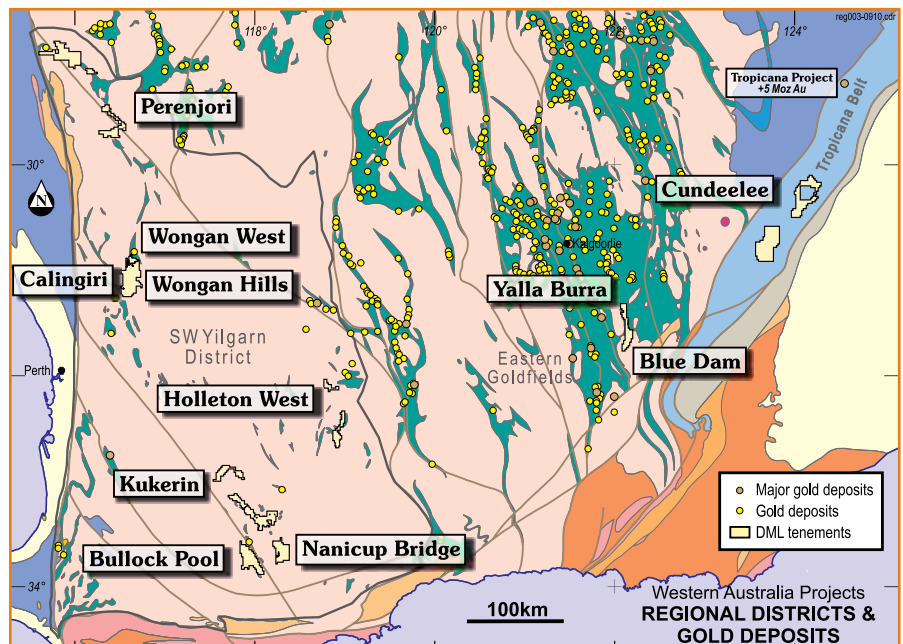 reg003-0910.cdr
118°
120°
122°
124°
Tropicana Project
+5 Moz Au
Tropicana Belt
Perenjori
30°
Cundeelee
N
Wongan West
Kalgoorlie
Calingiri
Wongan Hills
Yalla Burra
SW Yilgarn
District
Eastern
Goldfields
Blue Dam
Perth
Holleton West
Kukerin
Major gold deposits
Gold deposits
DML tenements
Nanicup Bridge
Bullock Pool
34°
100km
Western Australia Projects
REGIONAL DISTRICTS &
GOLD DEPOSITS